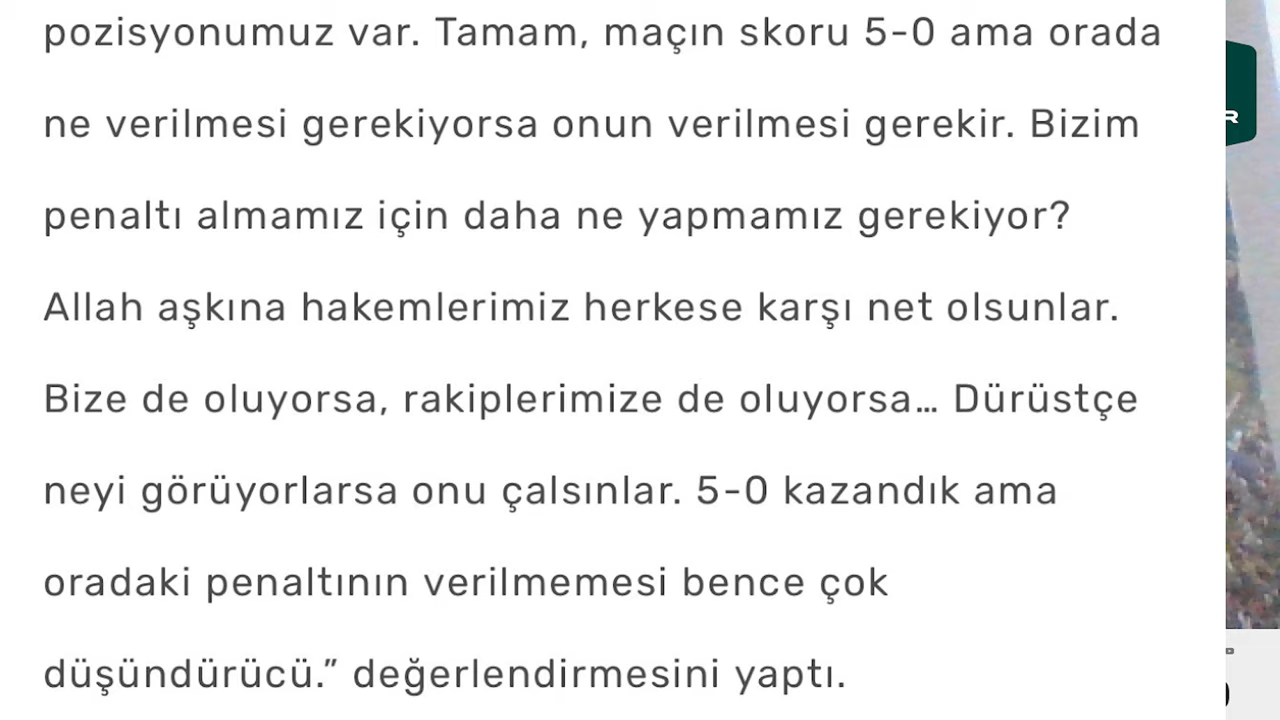 pozisyonumuz var. Tamam, maçın skoru 5-0 ama orada
ne verilmesi gerekiyorsa onun verilmesi gerekir. Bizim
penaltı almamız için daha ne yapmamız gerekiyor?
Allah aşkına hakemlerimiz herkese karşı net olsunlar.
Bize de oluyorsa, rakiplerimize de oluyorsa… Dürüstçe
neyi görüyorlarsa onu çalsınlar. 5-0 kazandık ama
oradaki penaltının verilmemesi bence çok
düşündürücü.” değerlendirmesini yaptı.
R